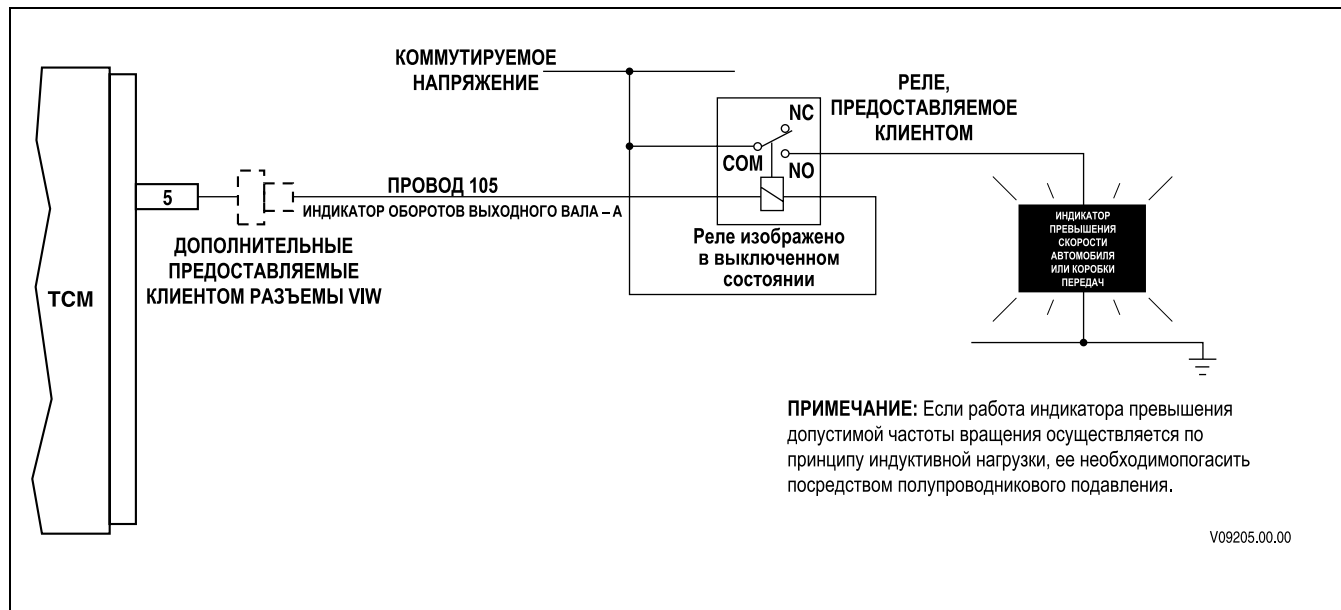 КОММУТИРУЕМОЕ
НАПРЯЖЕНИЕ
РЕЛЕ,
ПРЕДОСТАВЛЯЕМОЕ
КЛИЕНТОМ
NC
COM
NO
5
ПРОВОД 105
ИНДИКАТОР ОБОРОТОВ ВЫХОДНОГО ВАЛА – A
ДОПОЛНИТЕЛЬНЫЕ
ПРЕДОСТАВЛЯЕМЫЕ
КЛИЕНТОМ РАЗЪЕМЫ VIW
TCM
Реле изображено
в выключенном
состоянии
ИНДИКАТОР
ПРЕВЫШЕНИЯ
СКОРОСТИ
АВТОМОБИЛЯ
ИЛИ КОРОБКИ
ПЕРЕДАЧ
ПРИМЕЧАНИЕ: Если работа индикатора превышения
допустимой частоты вращения осуществляется по
принципу индуктивной нагрузки, ее необходимопогасить
посредством полупроводникового подавления.
V09205.00.00